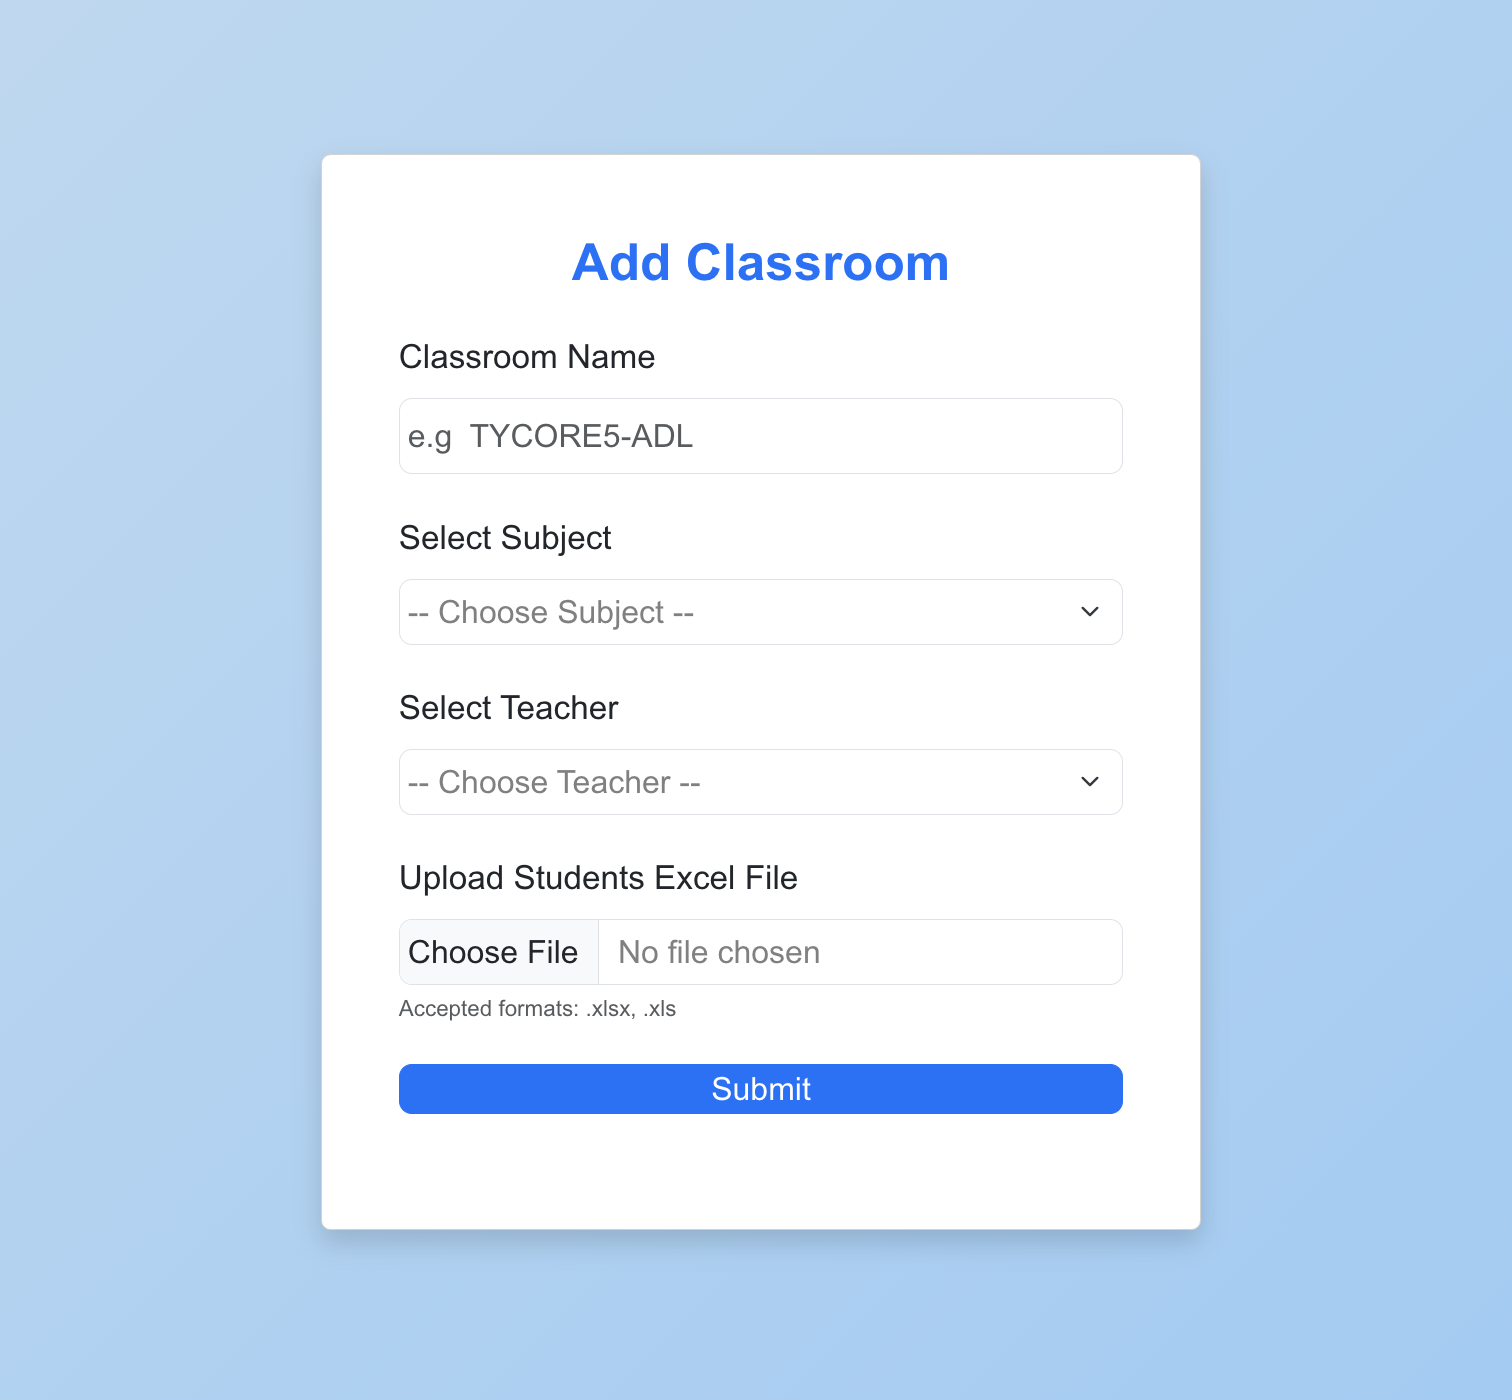 Add Classroom
Classroom Name
e.g  TYCORE5-ADL
Select Subject
-- Choose Subject --
Select Teacher
-- Choose Teacher --
Upload Students Excel File
Choose File No file chosen
Accepted formats: .xlsx, .xls
Submit